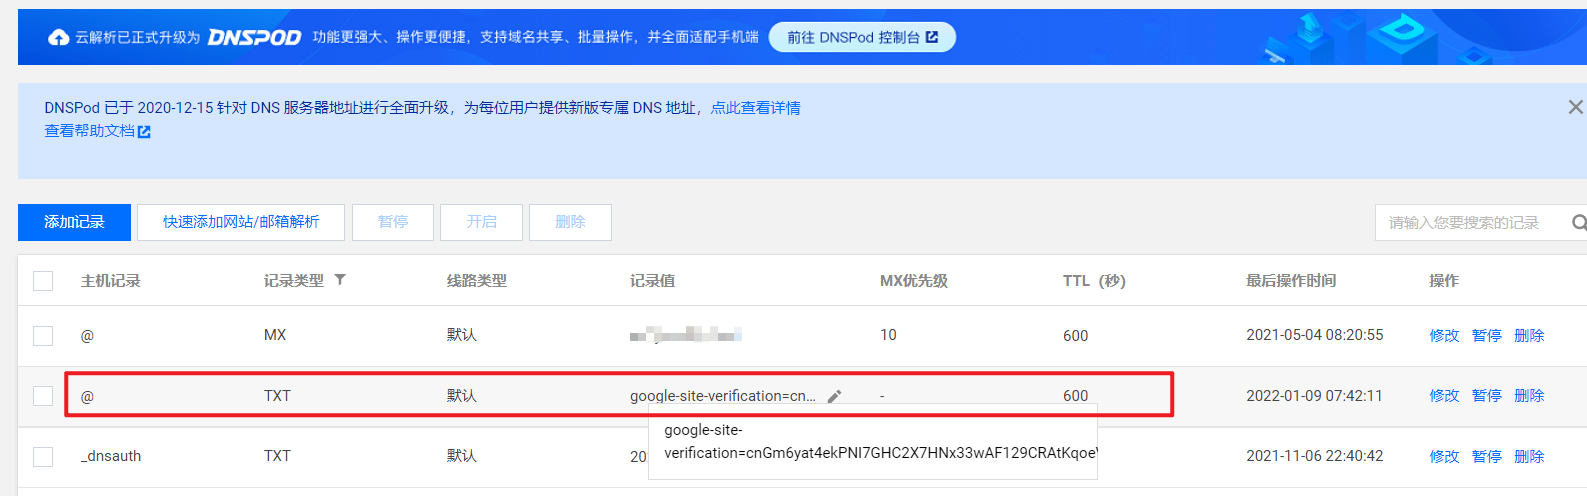 云解析已正式升级为 DNSPOD 功能更强大、操作更便捷，支持域名共享、批量操作，并全面适配手机端 前往 DNSPod 控制台
DNSPod 已于 2020-12-15 针对 DNS 服务器地址进行全面升级，为每位用户提供新版专属 DNS 地址，点此查看详情
查看帮助文档
添加记录 快速添加网站/邮箱解析 暂停 开启 删除 请输入您要搜索的记录
主机记录 记录类型 线路类型 记录值 MX优先级 TTL（秒） 最后操作时间 操作
@ MX 默认 10 600 2021-05-04 08:20:55 修改 暂停 删除
@ TXT 默认 google-site-verification=cn... - 600 2022-01-09 07:42:11 修改 暂停 删除
google-site-
verification=cnGm6yat4ekPNI7GHC2X7HNx33wAF129CRAtKqoe
_dnsauth TXT 默认 20 2021-11-06 22:40:42 修改 暂停 删除